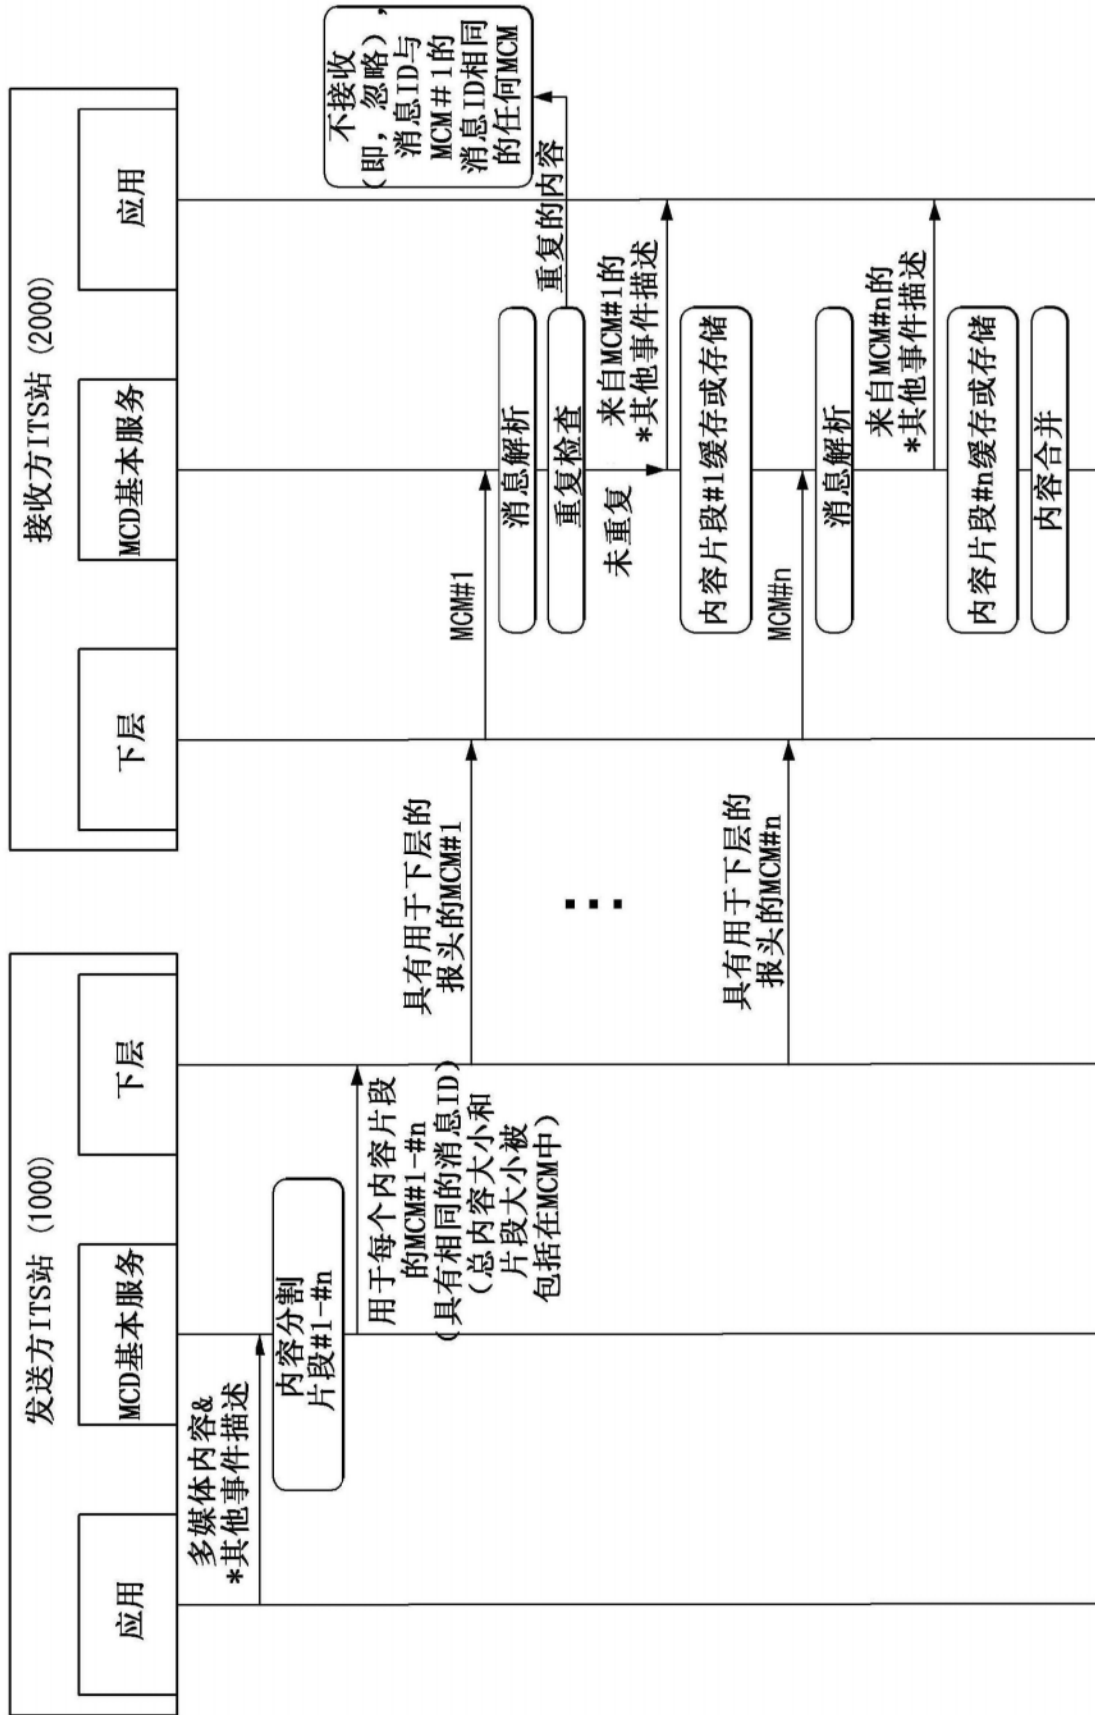 发送方ITS站 (1000)
应用
MCD基本服务
下层
接收方ITS站 (2000)
下层
MCD基本服务
应用
多媒体内容&
*其他事件描述
内容分割
片段#1-#n
用于每个内容片段
的MCM#1-#n
(具有相同的消息ID)
(总内容大小和
片段大小被
包括在MCM中)
具有用于下层的
报头的MCM#1
MCM#1
消息解析
重复检查
重复的内容
不接收
(即，忽略)，
消息ID与
MCM#1的
消息ID相同
的任何MCM
未重复
来自MCM#1的
*其他事件描述
内容片段#1缓存或存储
...
具有用于下层的
报头的MCM#n
MCM#n
消息解析
来自MCM#n的
*其他事件描述
内容片段#n缓存或存储
内容合并